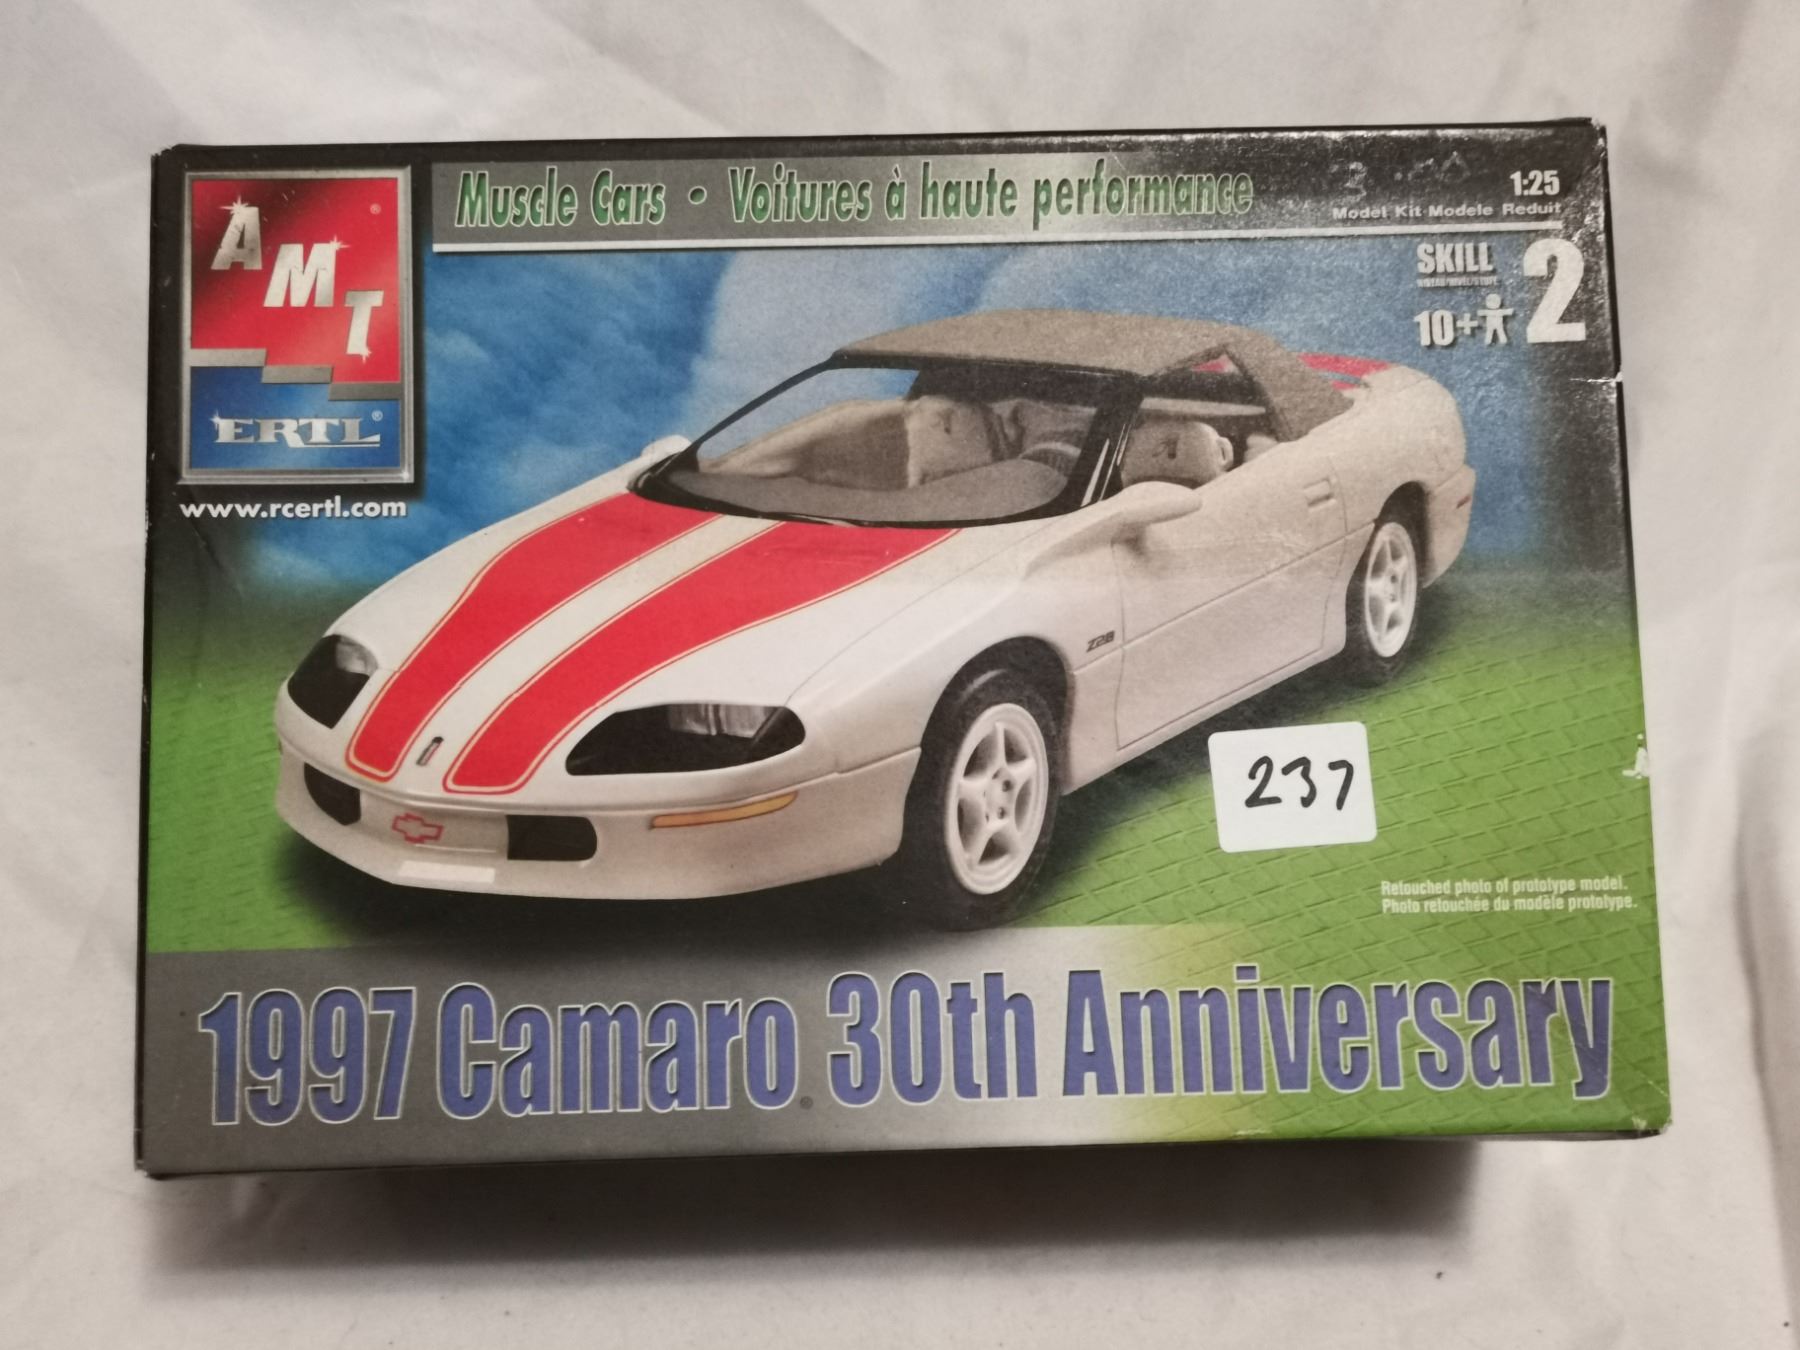 AMT®
ERTL®
www.rcertl.com
Muscle Cars • Voitures à haute performance
1:25
Model Kit Modele Reduit
SKILL 2
10+
Z28
237
Retouched photo of prototype model.
Photo retouchée du modèle prototype.
1997 Camaro® 30th Anniversary